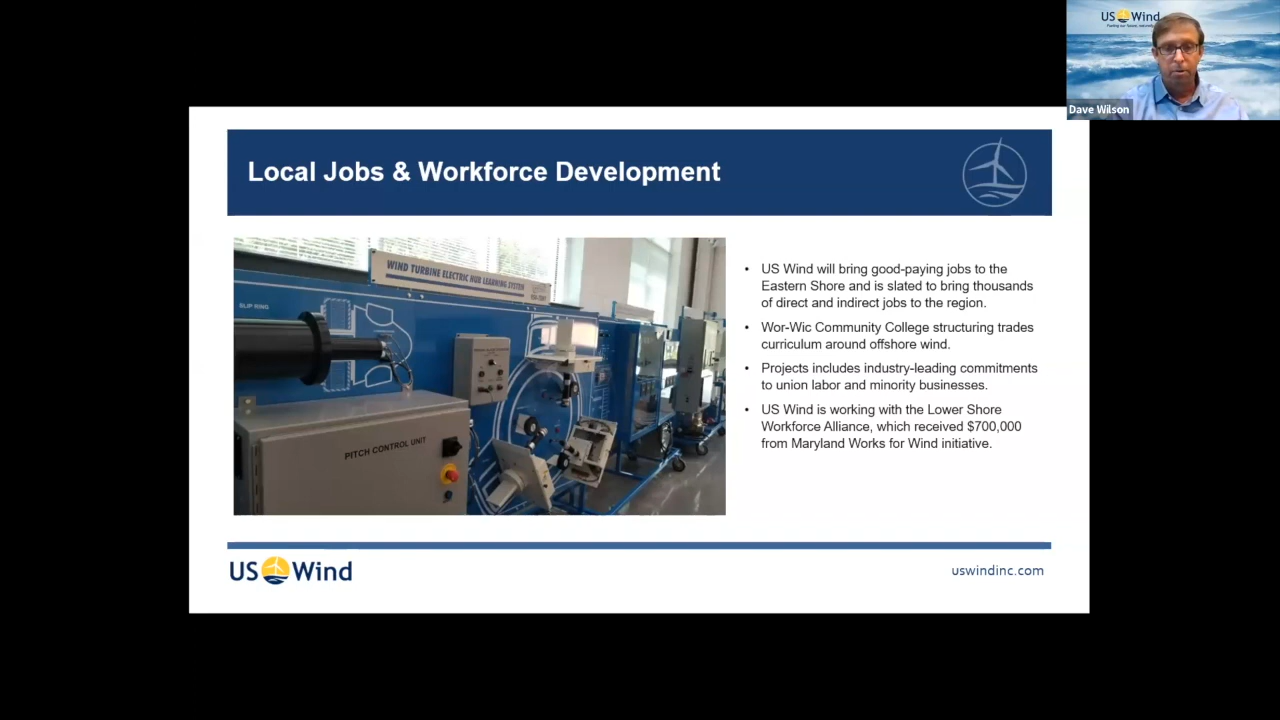 US Wind
Dave Wilson
Local Jobs & Workforce Development
WIND TURBINE ELECTRIC HUB LEARNING SYSTEM
SLIP RING
PITCH CONTROL UNIT
• US Wind will bring good-paying jobs to the
Eastern Shore and is slated to bring thousands
of direct and indirect jobs to the region.
• Wor-Wic Community College structuring trades
curriculum around offshore wind.
• Projects includes industry-leading commitments
to union labor and minority businesses.
• US Wind is working with the Lower Shore
Workforce Alliance, which received $700,000
from Maryland Works for Wind initiative.
US Wind
uswindinc.com